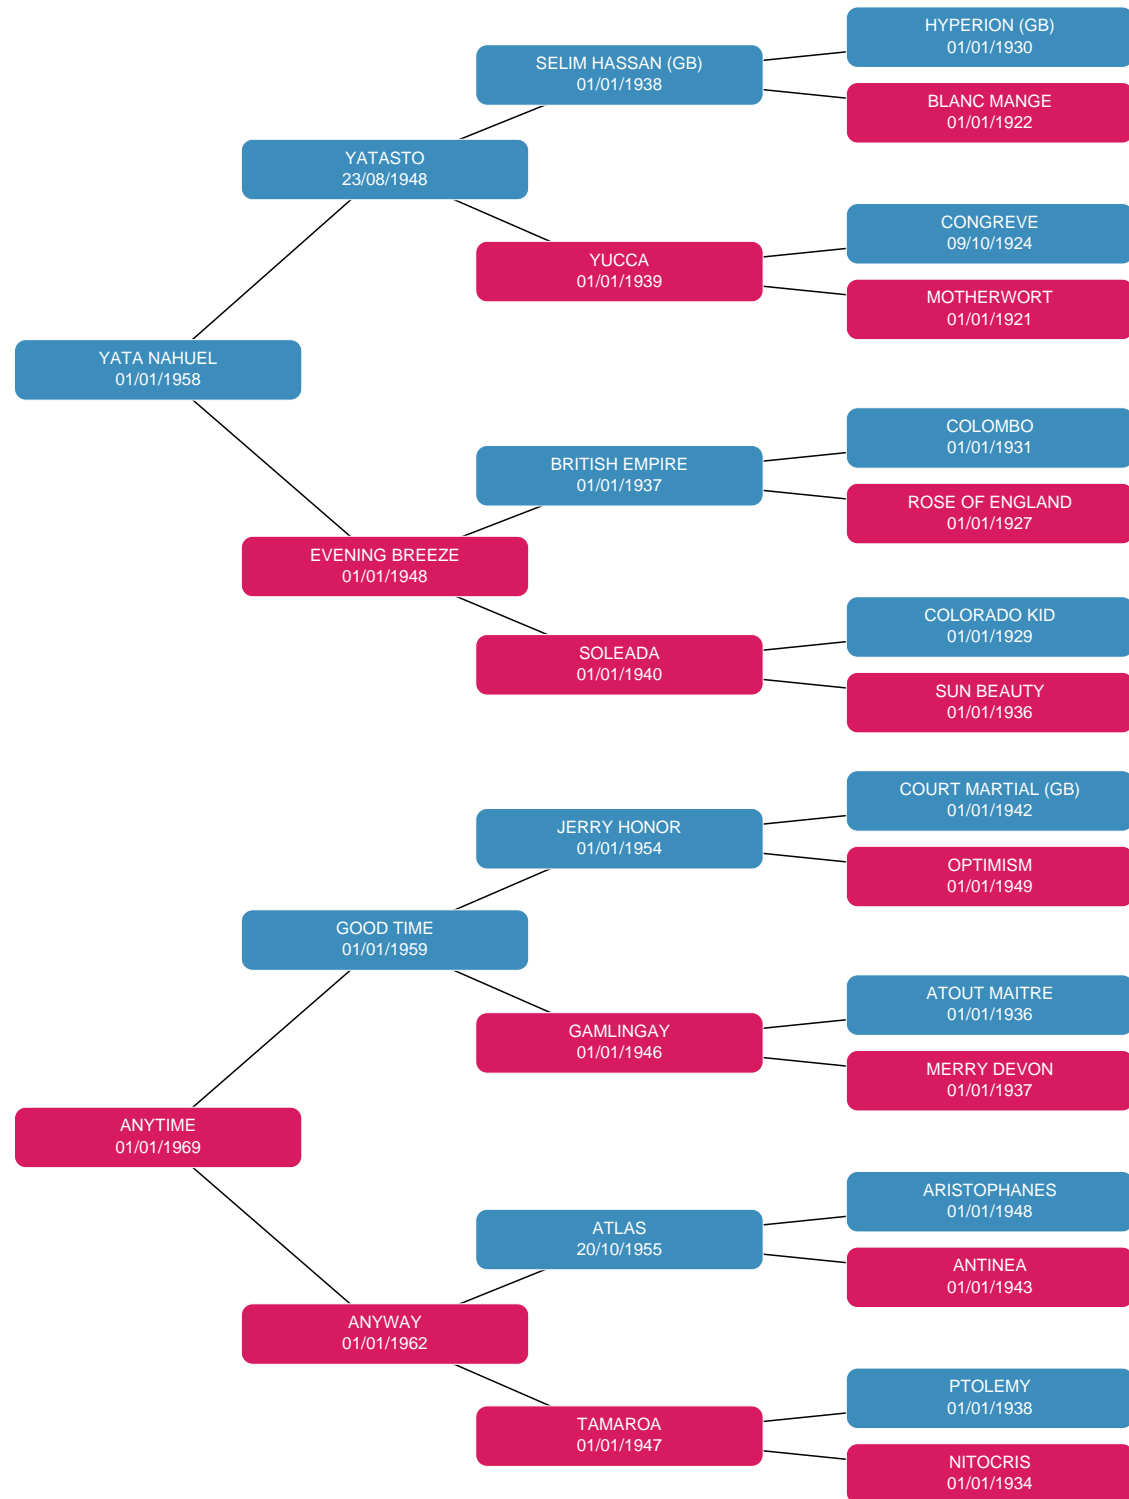 HYPERION (GB)
01/01/1930
SELIM HASSAN (GB)
01/01/1938
BLANC MANGE
01/01/1922
YATASTO
23/08/1948
CONGREVE
09/10/1924
YUCCA
01/01/1939
MOTHERWORT
01/01/1921
YATA NAHUEL
01/01/1958
COLOMBO
01/01/1931
BRITISH EMPIRE
01/01/1937
ROSE OF ENGLAND
01/01/1927
EVENING BREEZE
01/01/1948
COLORADO KID
01/01/1929
SOLEADA
01/01/1940
SUN BEAUTY
01/01/1936
COURT MARTIAL (GB)
01/01/1942
JERRY HONOR
01/01/1954
OPTIMISM
01/01/1949
GOOD TIME
01/01/1959
ATOUT MAITRE
01/01/1936
GAMLINGAY
01/01/1946
MERRY DEVON
01/01/1937
ANYTIME
01/01/1969
ARISTOPHANES
01/01/1948
ATLAS
20/10/1955
ANTINEA
01/01/1943
ANYWAY
01/01/1962
PTOLEMY
01/01/1938
TAMAROA
01/01/1947
NITOCRIS
01/01/1934